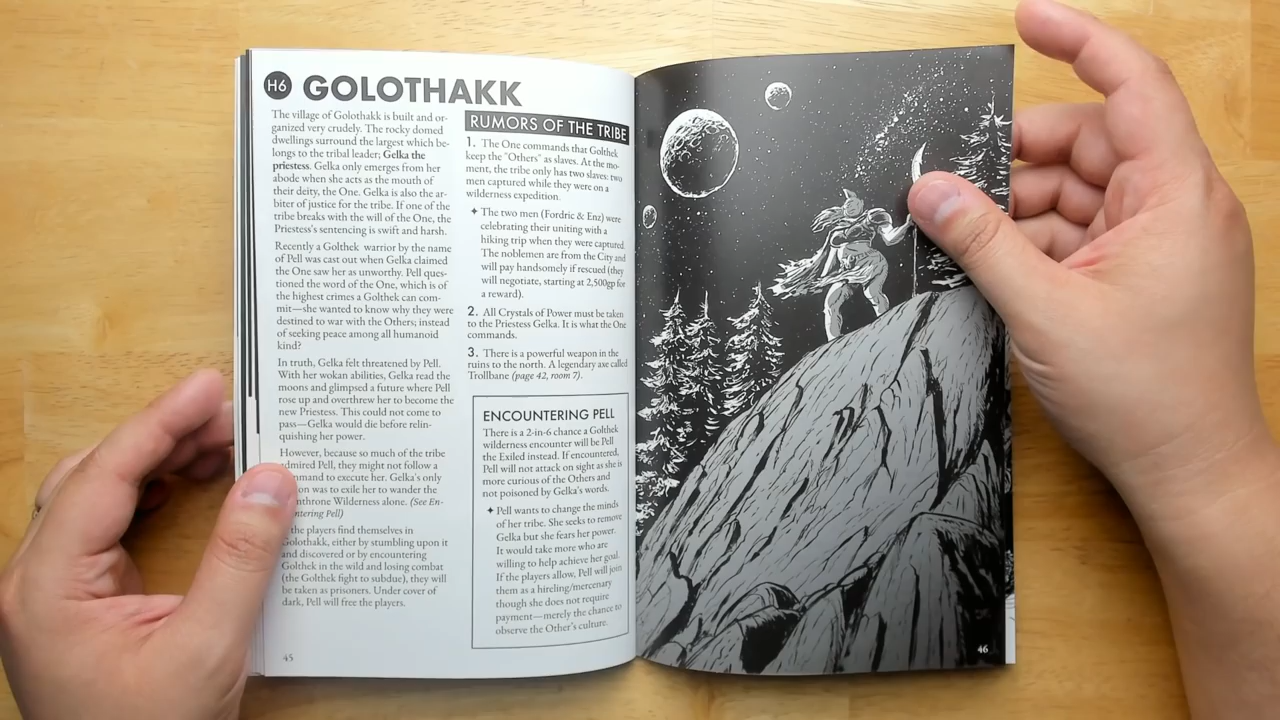 H6 GOLOTHAKK
The village of Golothakk is built and or-
ganized very crudely. The rocky domed
dwellings surround the largest which be-
longs to the tribal leader; Gelka the
priestess. Gelka only emerges from her
abode when she acts as the mouth of
their deity, the One. Gelka is also the ar-
biter of justice for the tribe. If one of the
tribe breaks with the will of the One, the
Priestess's sentencing is swift and harsh.
Recently a Golthek warrior by the name
of Pell was cast out when Gelka claimed
the One saw her as unworthy. Pell ques-
tioned the word of the One, which is of
the highest crimes a Golthek can com-
mit—she wanted to know why they were
destined to war with the Others; instead
of seeking peace among all humanoid
kind?
In truth, Gelka felt threatened by Pell.
With her wokan abilities, Gelka read the
moons and glimpsed a future where Pell
rose up and overthrew her to become the
new Priestess. This could not come to
pass—Gelka would die before relin-
quishing her power.
However, because so much of the tribe
admired Pell, they might not follow a
mmand to execute her. Gelka's only
on was to exile her to wander the
nthrone Wilderness alone. (See En-
ntering Pell)
the players find themselves in
Golothakk, either by stumbling upon it
and discovered or by encountering
Golthek in the wild and losing combat
(the Golthek fight to subdue), they will
be taken as prisoners. Under cover of
dark, Pell will free the players.
45
RUMORS OF THE TRIBE
1. The One commands that Golthek
keep the "Others" as slaves. At the mo-
ment, the tribe only has two slaves: two
men captured while they were on a
wilderness expedition.
✦ The two men (Fordric & Enz) were
celebrating their uniting with a
hiking trip when they were captured.
The noblemen are from the City and
will pay handsomely if rescued (they
will negotiate, starting at 2,500gp for
a reward).
2. All Crystals of Power must be taken
to the Priestess Gelka. It is what the One
commands.
3. There is a powerful weapon in the
ruins to the north. A legendary axe called
Trollbane (page 42, room 7).
ENCOUNTERING PELL
There is a 2-in-6 chance a Golthek
wilderness encounter will be Pell
the Exiled instead. If encountered,
Pell will not attack on sight as she is
more curious of the Others and
not poisoned by Gelka's words.
✦ Pell wants to change the minds
of her tribe. She seeks to remove
Gelka but she fears her power.
It would take more who are
willing to help achieve her goal.
If the players allow, Pell will join
them as a hireling/mercenary
though she does not require
payment—merely the chance to
observe the Other's culture.
46